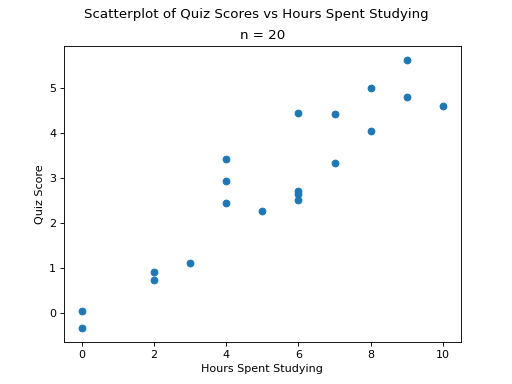 Scatterplot of Quiz Scores vs Hours Spent Studying
n = 20
5
4
3
2
1
0
Quiz Score
0 2 4 6 8 10
Hours Spent Studying